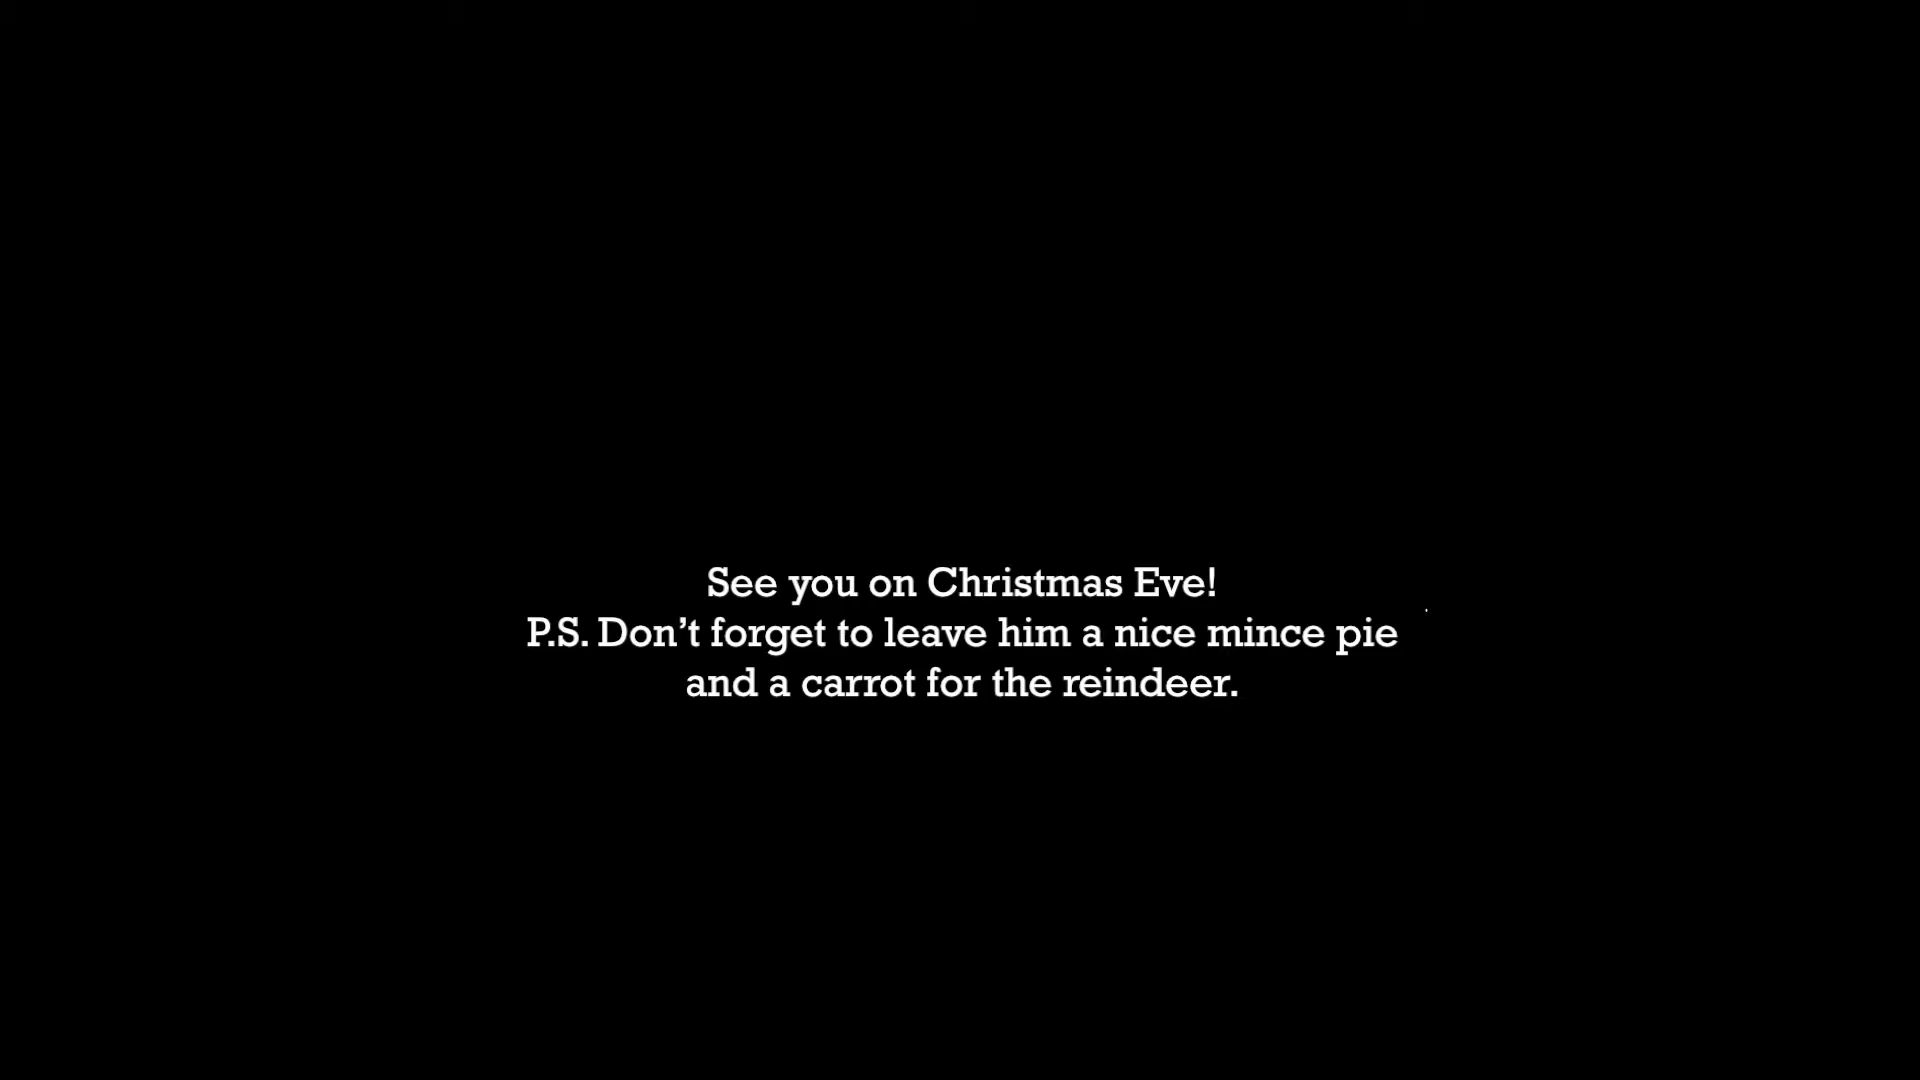 See you on Christmas Eve!
P.S. Don’t forget to leave him a nice mince pie
and a carrot for the reindeer.